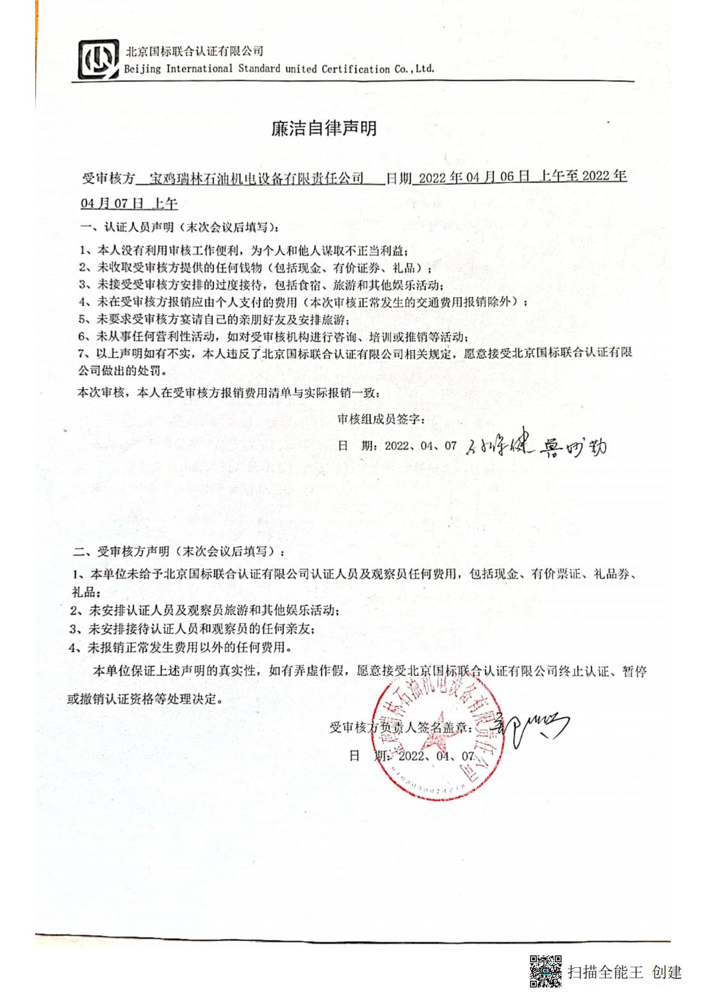 北京国标联合认证有限公司
Beijing International Standard united Certification Co.,Ltd.
廉洁自律声明
受审核方 宝鸡瑞林石油机电设备有限责任公司 日期 2022 年 04 月 06 日 上午至 2022 年
04 月 07 日 上午
一、认证人员声明（末次会议后填写）：
1、本人没有利用审核工作便利，为个人和他人谋取不正当利益；
2、未收取受审核方提供的任何钱物（包括现金、有价证券、礼品）；
3、未接受受审核方安排的过度接待，包括食宿、旅游和其他娱乐活动；
4、未在受审核方报销应由个人支付的费用（本次审核正常发生的交通费用报销除外）；
5、未要求受审核方宴请自己的亲朋好友及安排旅游；
6、未从事任何营利性活动，如对受审核机构进行咨询、培训或推销等活动；
7、以上声明如有不实，本人违反了北京国标联合认证有限公司相关规定，愿意接受北京国标联合认证有限
公司做出的处罚。
本次审核，本人在受审核方报销费用清单与实际报销一致：
审核组成员签字：
日 期：2022、04、07
二、受审核方声明（末次会议后填写）：
1、本单位未给予北京国标联合认证有限公司认证人员及观察员任何费用，包括现金、有价票证、礼品券、
礼品；
2、未安排认证人员及观察员旅游和其他娱乐活动；
3、未安排接待认证人员和观察员的任何亲友；
4、未报销正常发生费用以外的任何费用。
本单位保证上述声明的真实性，如有弄虚作假，愿意接受北京国标联合认证有限公司终止认证、暂停
或撤销认证资格等处理决定。
受审核方负责人签名盖章：
日 期：2022、04、07
宝鸡瑞林石油机电设备有限责任公司
扫描全能王 创建